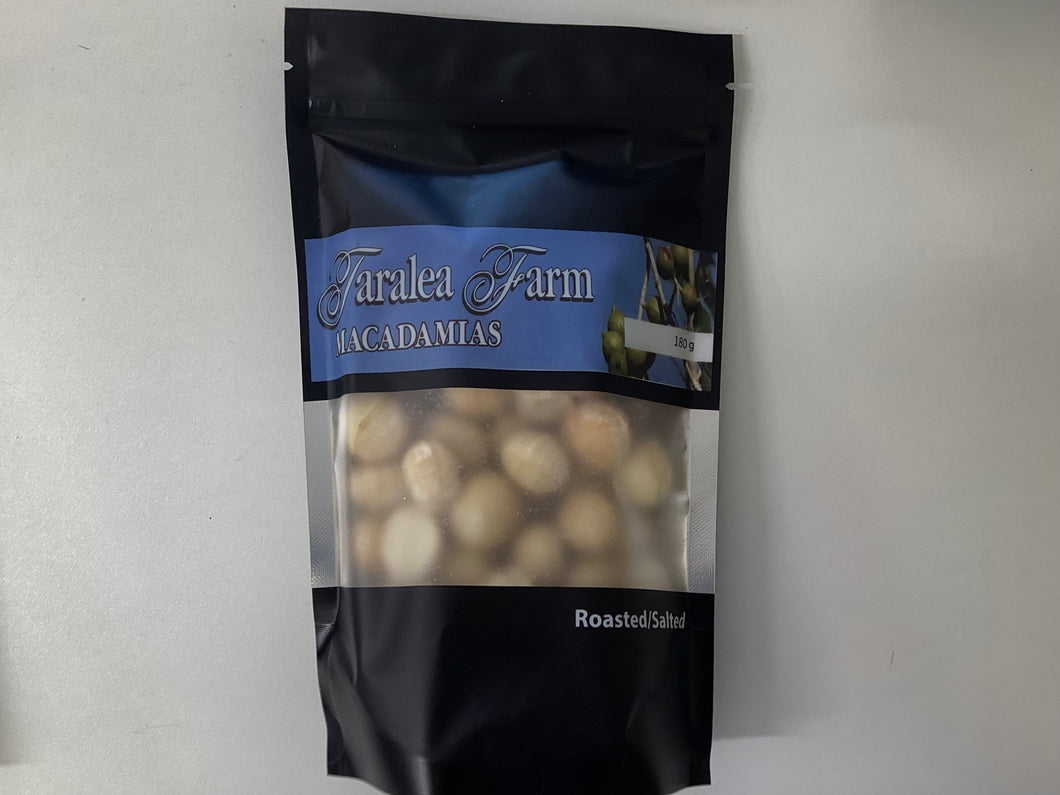 Taralea Farm
MACADAMIAS
180 g
Roasted/Salted